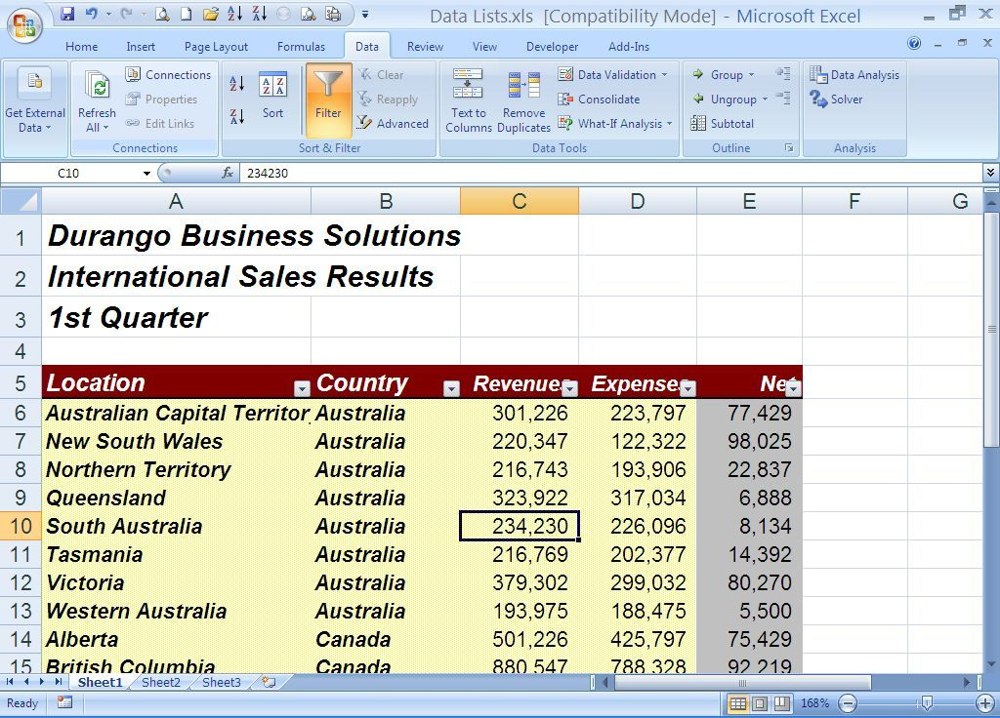 Data Lists.xls [Compatibility Mode] - Microsoft Excel
Home Insert Page Layout Formulas Data Review View Developer Add-Ins
Get External Data
Refresh All
Connections
Properties
Edit Links
Connections
Sort
Filter
Clear
Reapply
Advanced
Sort & Filter
Text to Columns
Remove Duplicates
Data Validation
Consolidate
What-If Analysis
Data Tools
Group
Ungroup
Subtotal
Outline
Data Analysis
Solver
Analysis
C10 fx 234230
A B C D E F G
1 Durango Business Solutions
2 International Sales Results
3 1st Quarter
4
5 Location Country Revenues Expenses Net
6 Australian Capital Territor Australia 301,226 223,797 77,429
7 New South Wales Australia 220,347 122,322 98,025
8 Northern Territory Australia 216,743 193,906 22,837
9 Queensland Australia 323,922 317,034 6,888
10 South Australia Australia 234,230 226,096 8,134
11 Tasmania Australia 216,769 202,377 14,392
12 Victoria Australia 379,302 299,032 80,270
13 Western Australia Australia 193,975 188,475 5,500
14 Alberta Canada 501,226 425,797 75,429
15 British Columbia Canada 880,547 788,328 92,219
Sheet1 Sheet2 Sheet3
Ready 168%